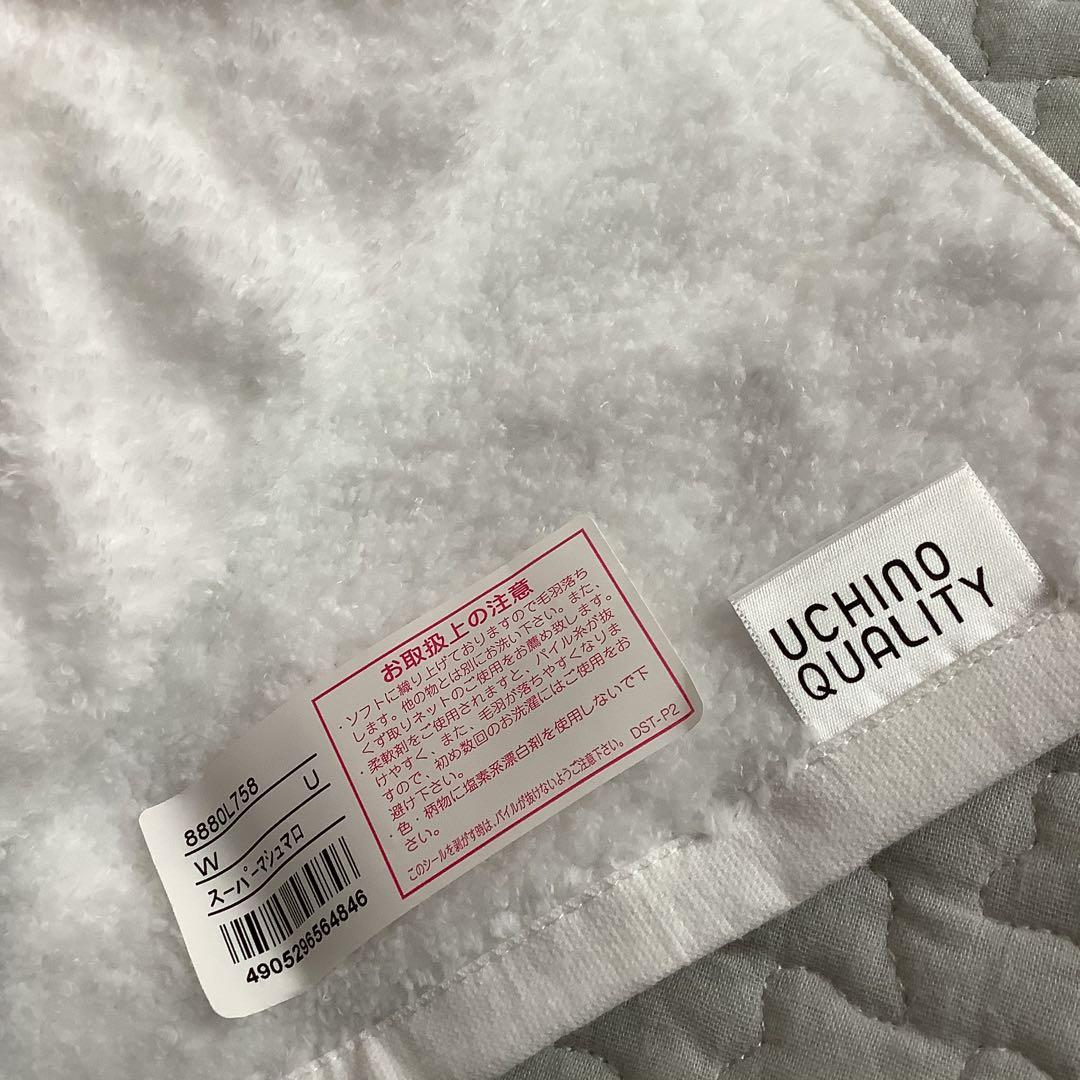 お取扱上の注意
・ソフトに織り上げておりますので毛羽落ち
します。他の物とは別にお洗い下さい。また、
くず取りネットのご使用をお薦め致します。
・柔軟剤をご使用されますと、パイル糸が抜
けやすく、また、毛羽が落ちやすくなりま
すので、初め数回のお洗濯にはご使用をお
避け下さい。
・色・柄物に塩素系漂白剤を使用しないで下
さい。
このシールを剥がす時は、パイルが抜けないようご注意下さい。 DST-P2
8880L758
W U
スーパーマシュマロ
4905296564846
UCHINO
QUALITY